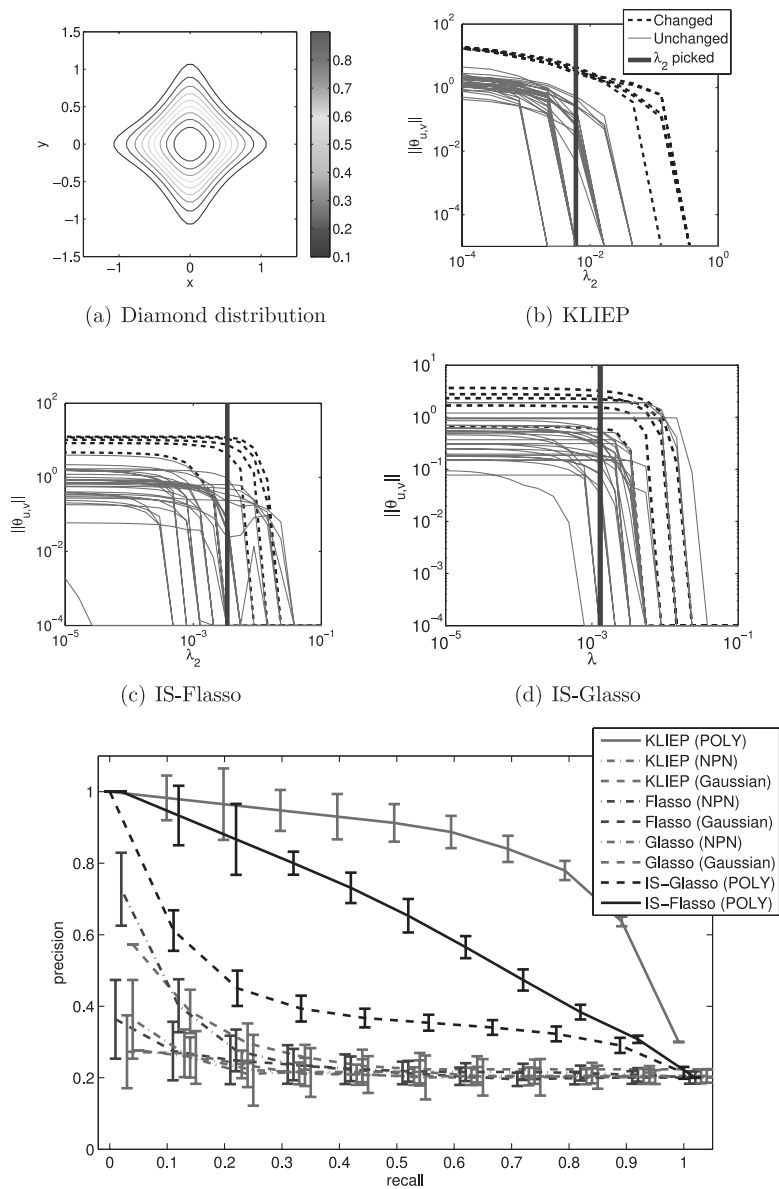 1.5
1
0.5
0
−0.5
−1
−1.5
y
−1 0 1
x
0.8
0.7
0.6
0.5
0.4
0.3
0.2
0.1
(a) Diamond distribution
10^2
10^0
10^−2
10^−4
||θ_{u,v}||
10^−4 10^−2 10^0
λ_2
Changed
Unchanged
λ_2 picked
(b) KLIEP
10^2
10^0
10^−2
10^−4
||θ_{u,v}||
10^−5 10^−3 10^−1
λ_2
(c) IS-Flasso
10^1
10^0
10^−1
10^−2
10^−3
10^−4
||θ_{u,v}||
10^−5 10^−3 10^−1
λ
(d) IS-Glasso
1
0.8
0.6
0.4
0.2
0
precision
0 0.1 0.2 0.3 0.4 0.5 0.6 0.7 0.8 0.9 1
recall
KLIEP (POLY)
KLIEP (NPN)
KLIEP (Gaussian)
Flasso (NPN)
Flasso (Gaussian)
Glasso (NPN)
Glasso (Gaussian)
IS−Glasso (POLY)
IS−Flasso (POLY)